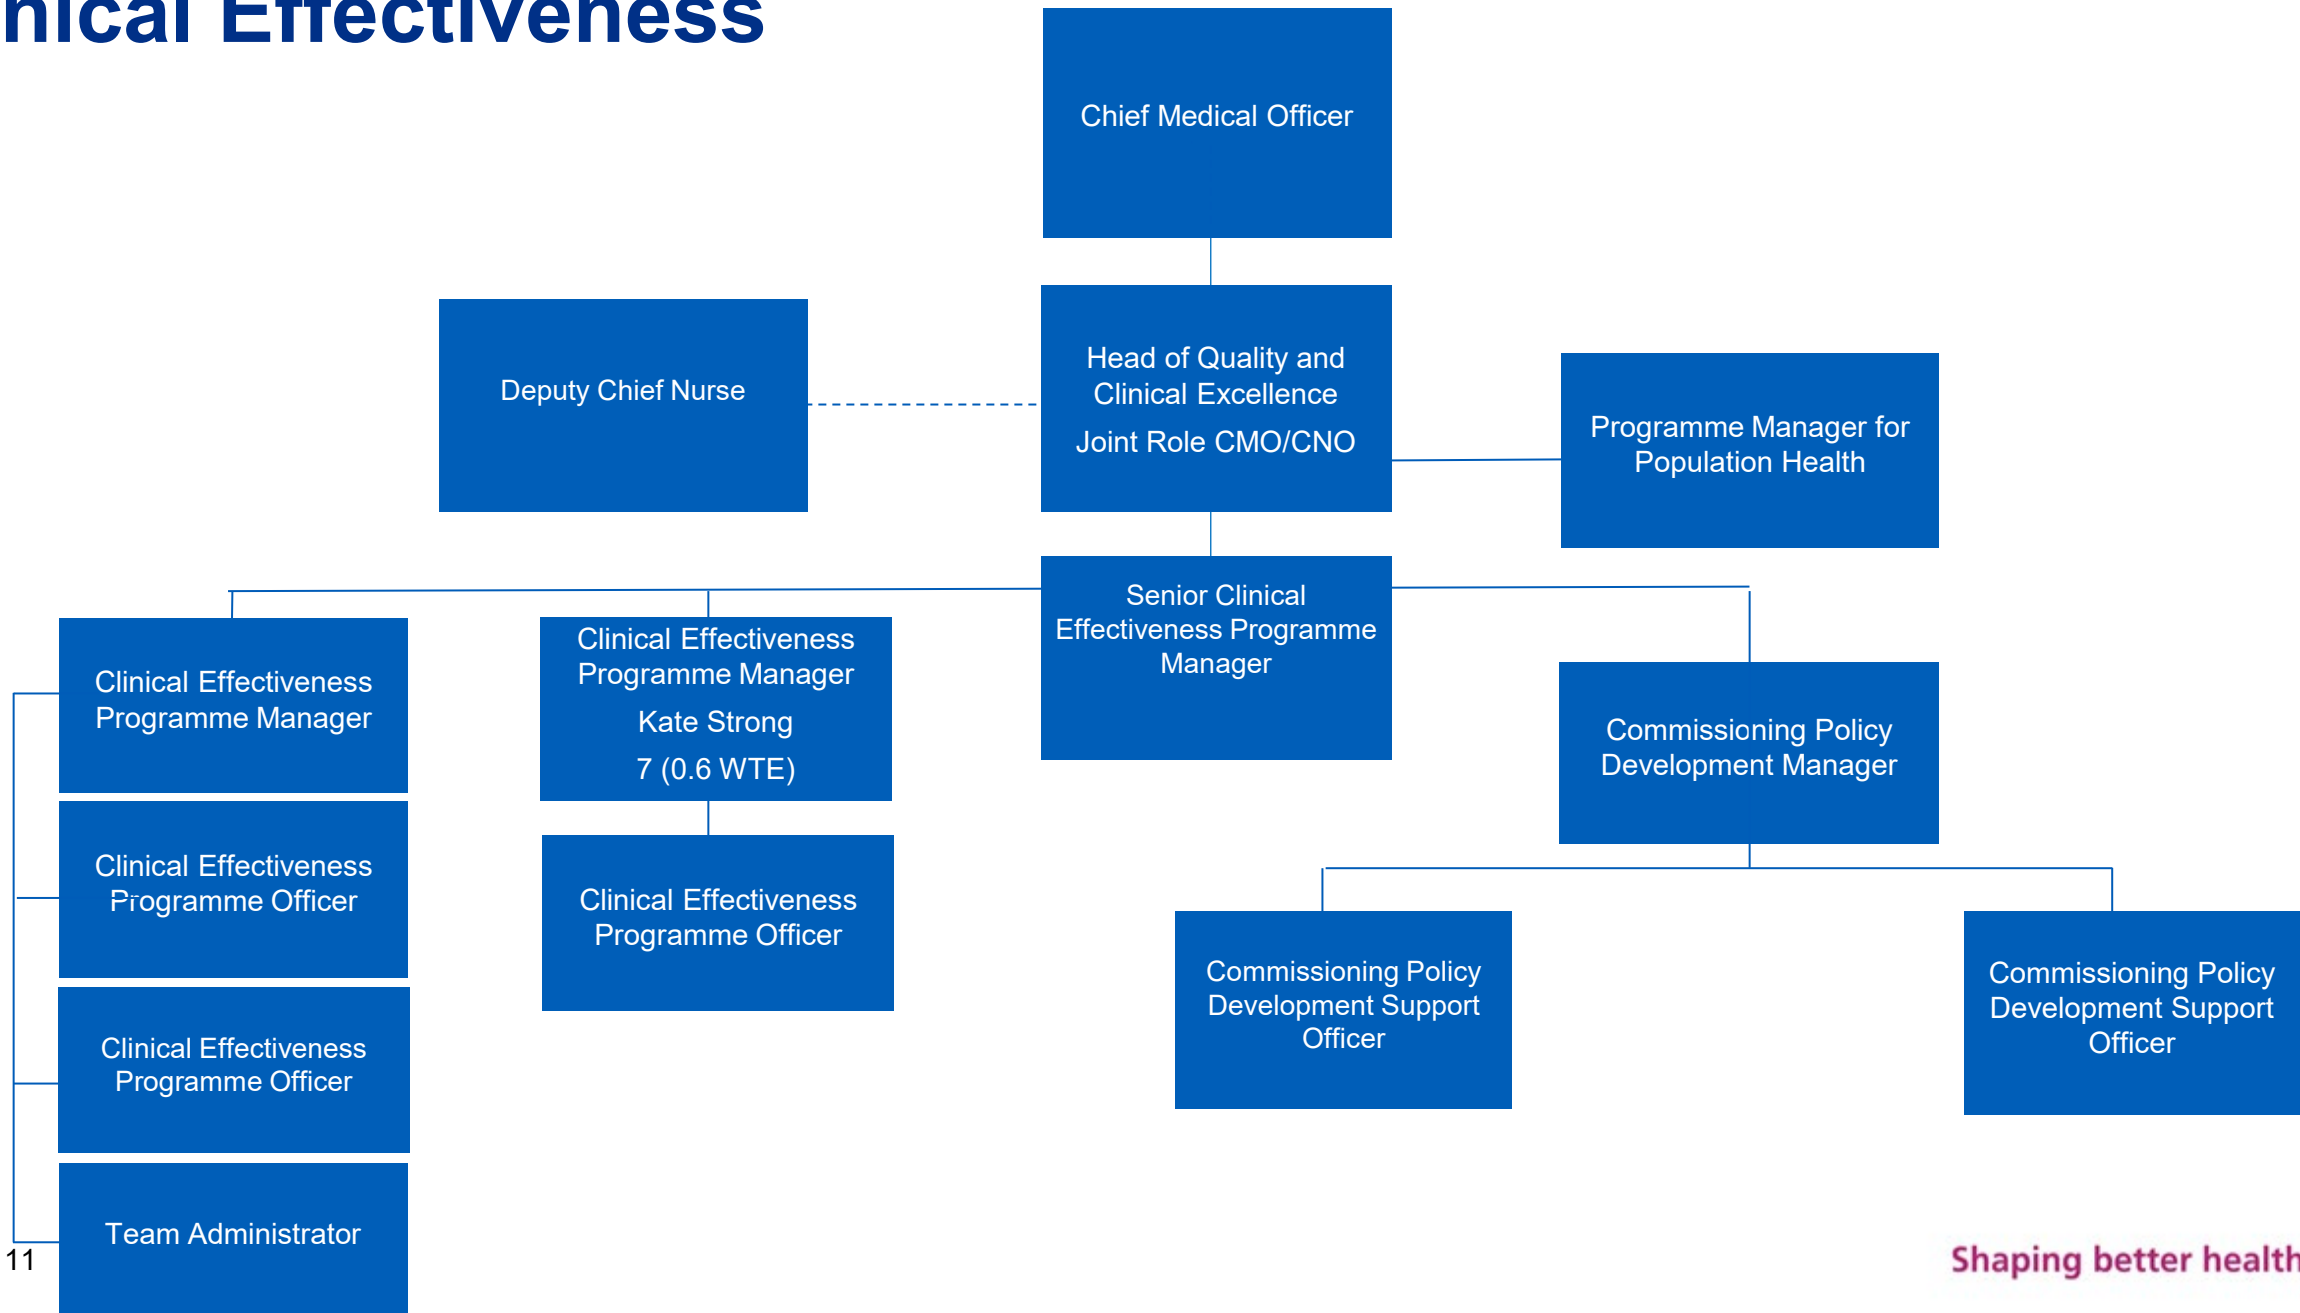 nical Effectiveness
Chief Medical Officer
Deputy Chief Nurse
Head of Quality and
Clinical Excellence
Joint Role CMO/CNO
Programme Manager for
Population Health
Senior Clinical
Effectiveness Programme
Manager
Clinical Effectiveness
Programme Manager
Clinical Effectiveness
Programme Manager
Kate Strong
7 (0.6 WTE)
Commissioning Policy
Development Manager
Clinical Effectiveness
Programme Officer
Clinical Effectiveness
Programme Officer
Commissioning Policy
Development Support
Officer
Commissioning Policy
Development Support
Officer
Clinical Effectiveness
Programme Officer
Team Administrator
11
Shaping better health